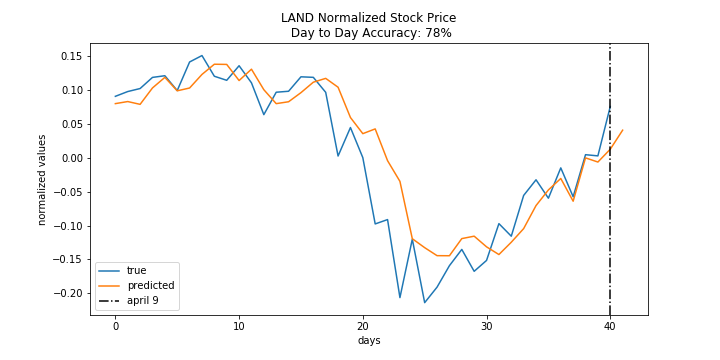 LAND Normalized Stock Price
Day to Day Accuracy: 78%
normalized values
0.15
0.10
0.05
0.00
−0.05
−0.10
−0.15
−0.20
true
predicted
april 9
0
10
20
30
40
days